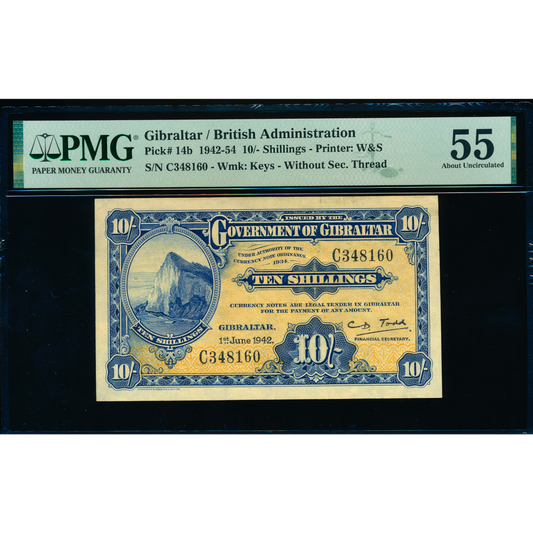 PMG
PAPER MONEY GUARANTY
Gibraltar / British Administration
Pick# 14b 1942-54 10/- Shillings - Printer: W&S
S/N C348160 - Wmk: Keys - Without Sec. Thread
55
About Uncirculated
10/-
10/-
ISSUED BY THE
GOVERNMENT OF GIBRALTAR
UNDER AUTHORITY OF THE
CURRENCY NOTE ORDINANCE
1934.
C348160
TEN SHILLINGS
CURRENCY NOTES ARE LEGAL TENDER IN GIBRALTAR
FOR THE PAYMENT OF ANY AMOUNT.
TEN SHILLINGS
GIBRALTAR,
1st June 1942.
C348160
10/-
C D Todd
FINANCIAL SECRETARY.
10/-
10/-